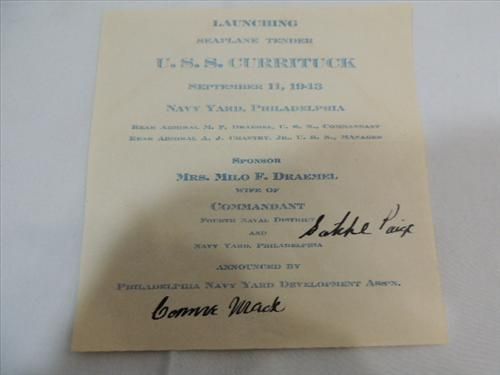 LAUNCHING
SEAPLANE TENDER
U. S. S. CURRITUCK
SEPTEMBER 11, 1943
NAVY YARD, PHILADELPHIA
REAR ADMIRAL M. F. DRAEMEL, U. S. N., COMMANDANT
REAR ADMIRAL A. J. CHANTRY, JR., U. S. N., MANAGER
SPONSOR
MRS. MILO F. DRAEMEL
WIFE OF
COMMANDANT
FOURTH NAVAL DISTRICT
AND
NAVY YARD, PHILADELPHIA
Satchel Paige
ANNOUNCED BY
PHILADELPHIA NAVY YARD DEVELOPMENT ASS'N.
Connie Mack